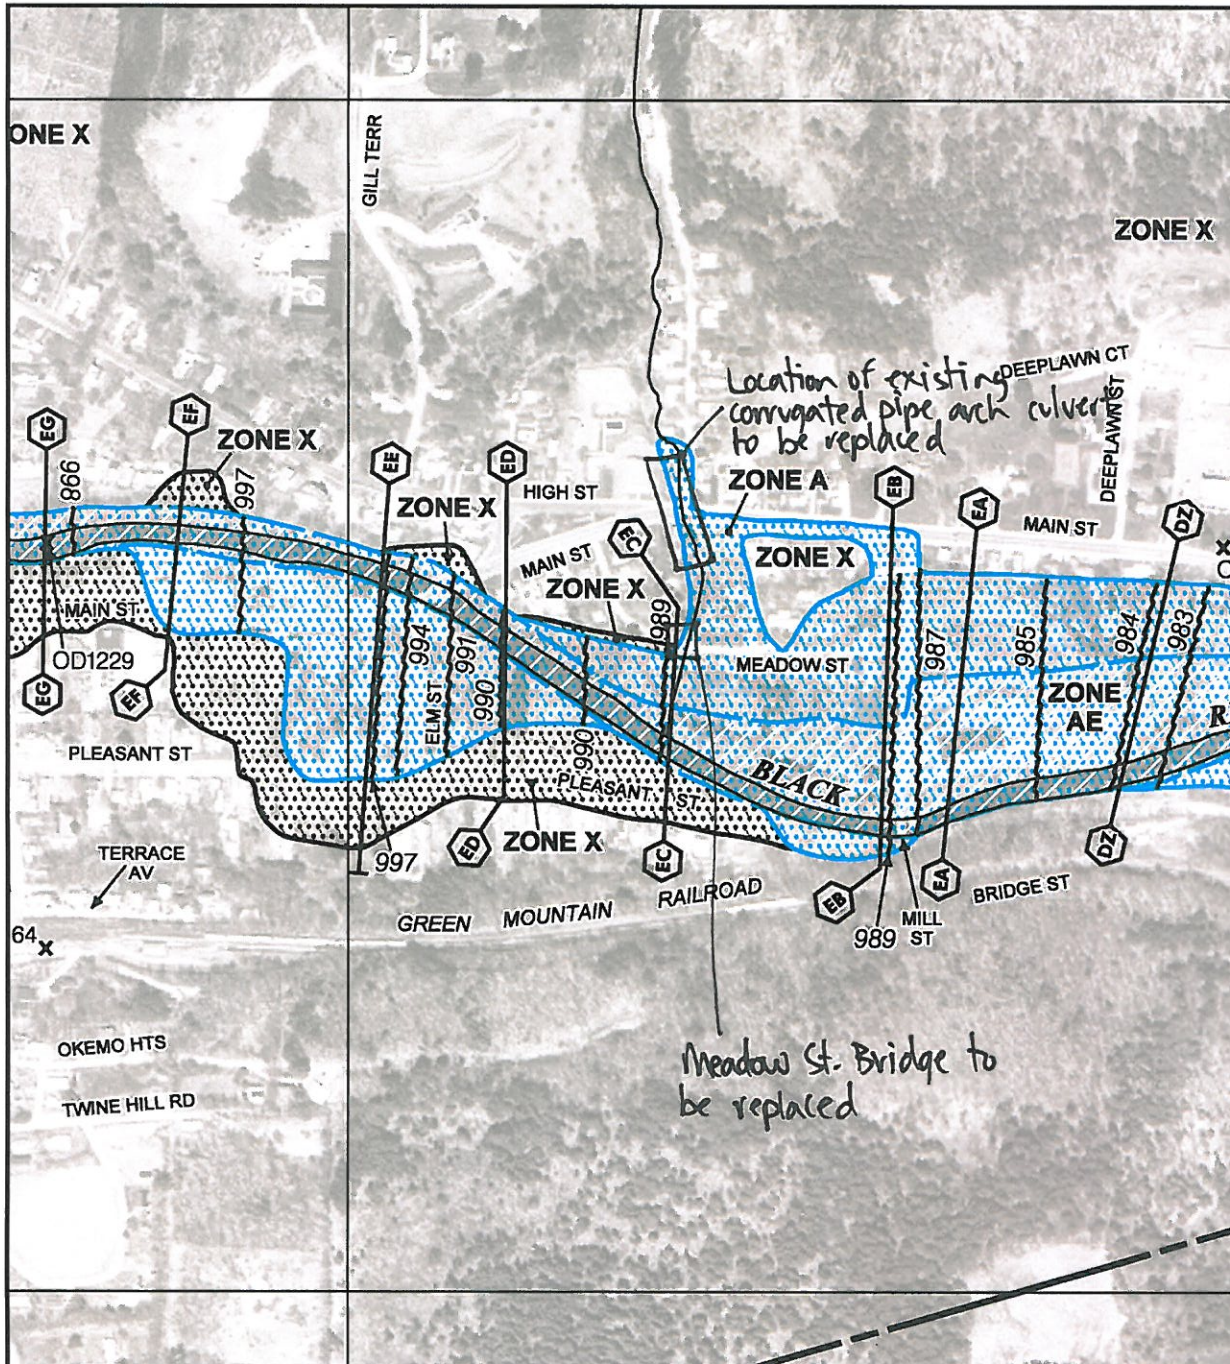 ONE X
GILL TERR
ZONE X
Location of existing
corrugated pipe arch culvert
to be replaced
DEEPLAWN CT
DEEPLAWN ST
EG
EF
ZONE X
998
997
EE
ED
ZONE X
HIGH ST
EC
ZONE A
EB
EA
DZ
MAIN ST
MAIN ST
ZONE X
ZONE X
X
MAIN ST
OD1229
EG
EF
994
991
990
ELM ST
989
MEADOW ST
987
985
984
983
ZONE
AE
R
PLEASANT ST
990
PLEASANT ST
BLACK
TERRACE
AV
997
ED
ZONE X
EC
EB
989
MILL
ST
EA
BRIDGE ST
DZ
GREEN MOUNTAIN RAILROAD
64 X
OKEMO HTS
TWINE HILL RD
Meadow St. Bridge to
be replaced